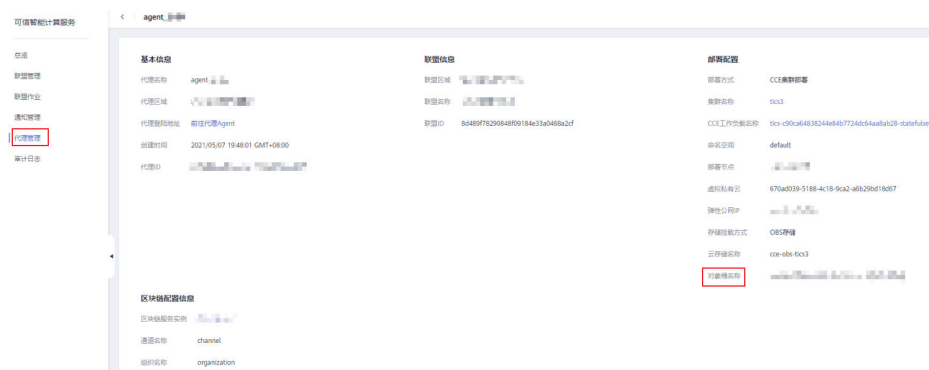 可信智能计算服务
总览
联盟管理
联盟作业
通知管理
代理管理
审计日志
agent_
基本信息
代理名称 agent
代理区域
代理登陆地址 前往代理Agent
创建时间 2021/05/07 19:48:01 GMT+08:00
代理ID
联盟信息
联盟区域
联盟名称
联盟ID 8d489f78290848f09184e33a0468a2cf
部署配置
部署方式 CCE集群部署
集群名称 tics3
CCE工作负载名称 tics-c90ca64838244e84b7724dc64aa8ab28-statefulse
命名空间 default
部署节点
虚拟私有云 670ad039-5188-4c18-9ca2-a6b29bd18d67
弹性公网IP
存储挂载方式 OBS存储
云存储名称 cce-obs-tics3
对象桶名称
区块链配置信息
区块链服务实例
通道名称 channel
组织名称 organization